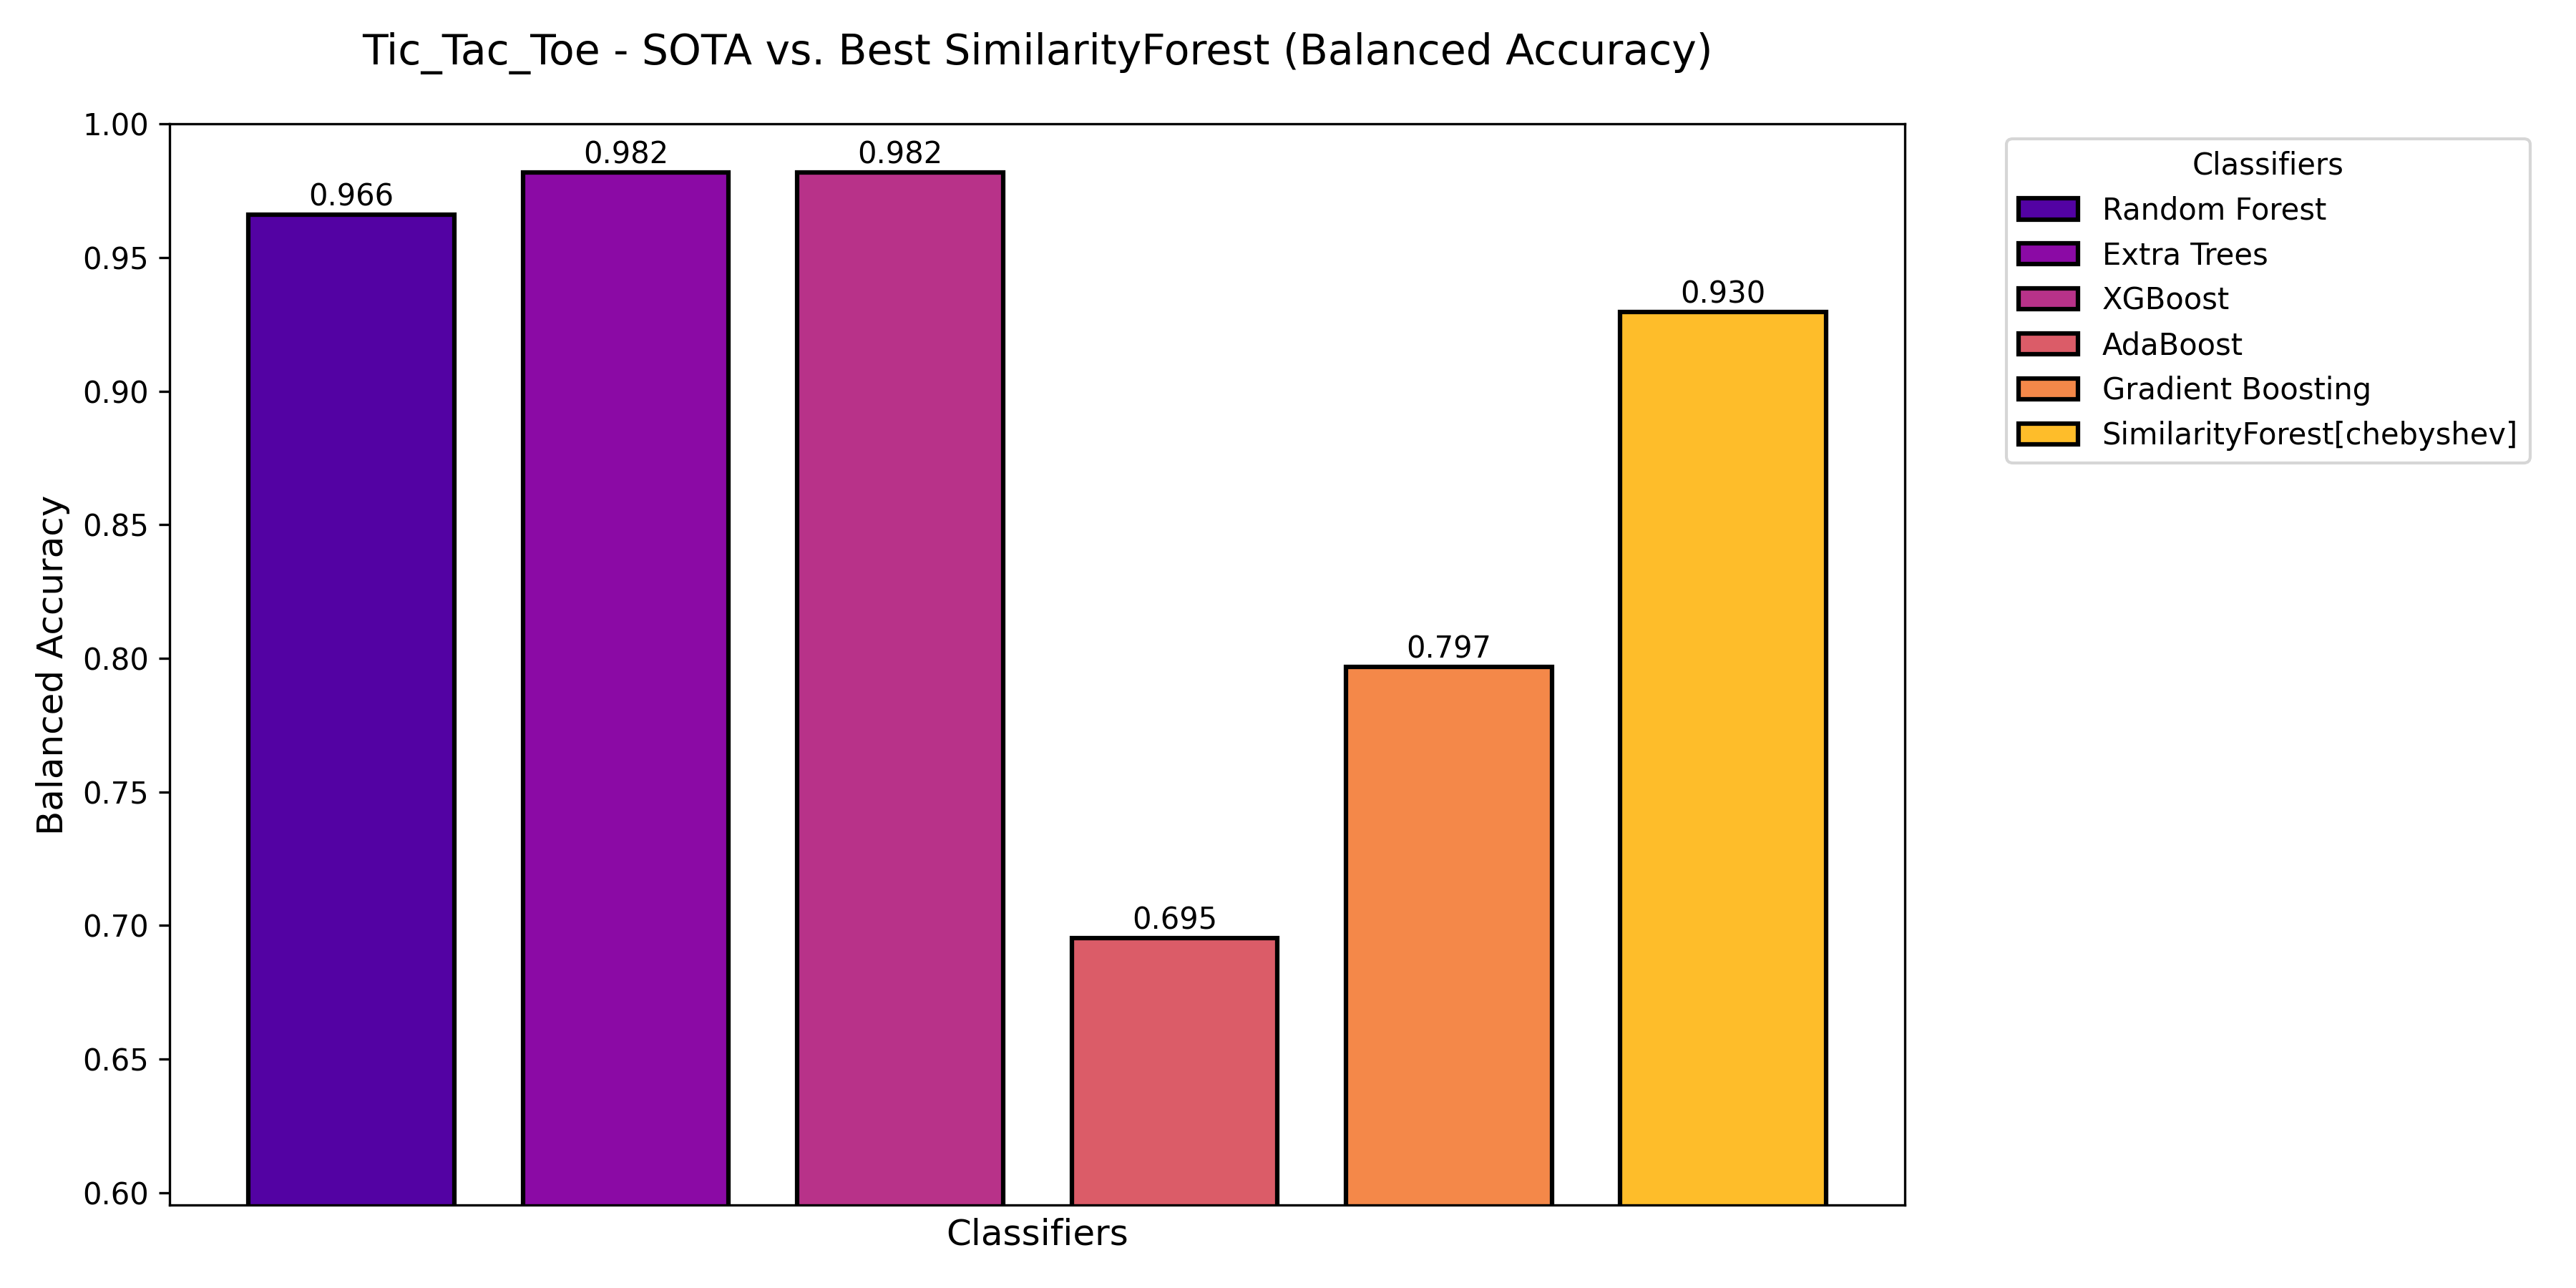 Tic_Tac_Toe - SOTA vs. Best SimilarityForest (Balanced Accuracy)
Balanced Accuracy
1.00
0.95
0.90
0.85
0.80
0.75
0.70
0.65
0.60
0.966
0.982
0.982
0.695
0.797
0.930
Classifiers
Classifiers
Random Forest
Extra Trees
XGBoost
AdaBoost
Gradient Boosting
SimilarityForest[chebyshev]